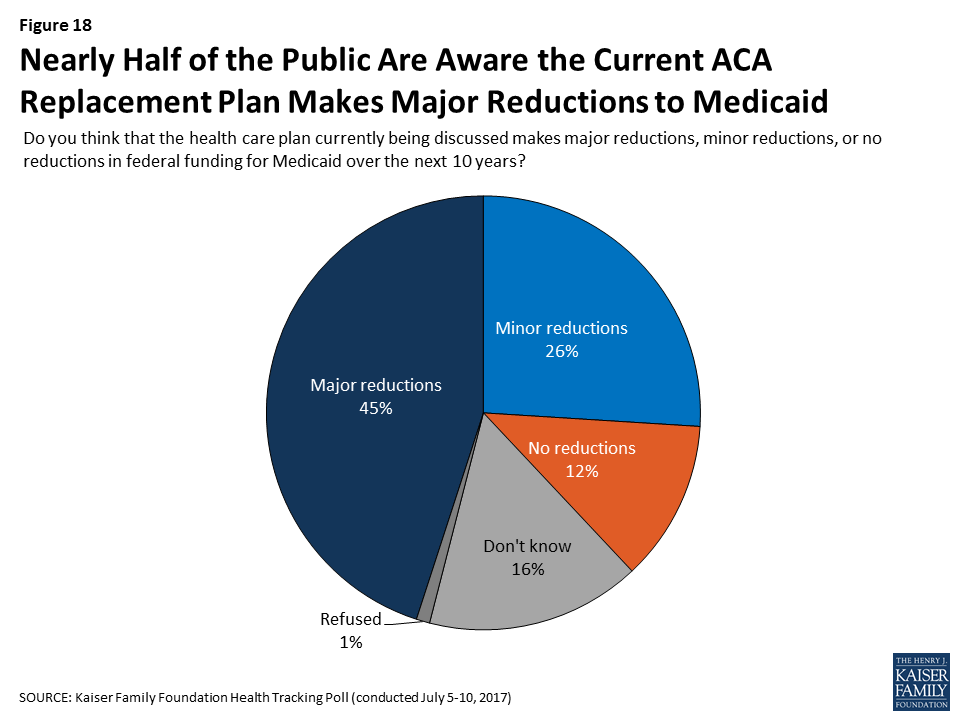 Figure 18
Nearly Half of the Public Are Aware the Current ACA
Replacement Plan Makes Major Reductions to Medicaid
Do you think that the health care plan currently being discussed makes major reductions, minor reductions, or no
reductions in federal funding for Medicaid over the next 10 years?
Minor reductions
26%
Major reductions
45%
No reductions
12%
Don't know
16%
Refused
1%
SOURCE: Kaiser Family Foundation Health Tracking Poll (conducted July 5-10, 2017)
THE HENRY J.
KAISER
FAMILY
FOUNDATION